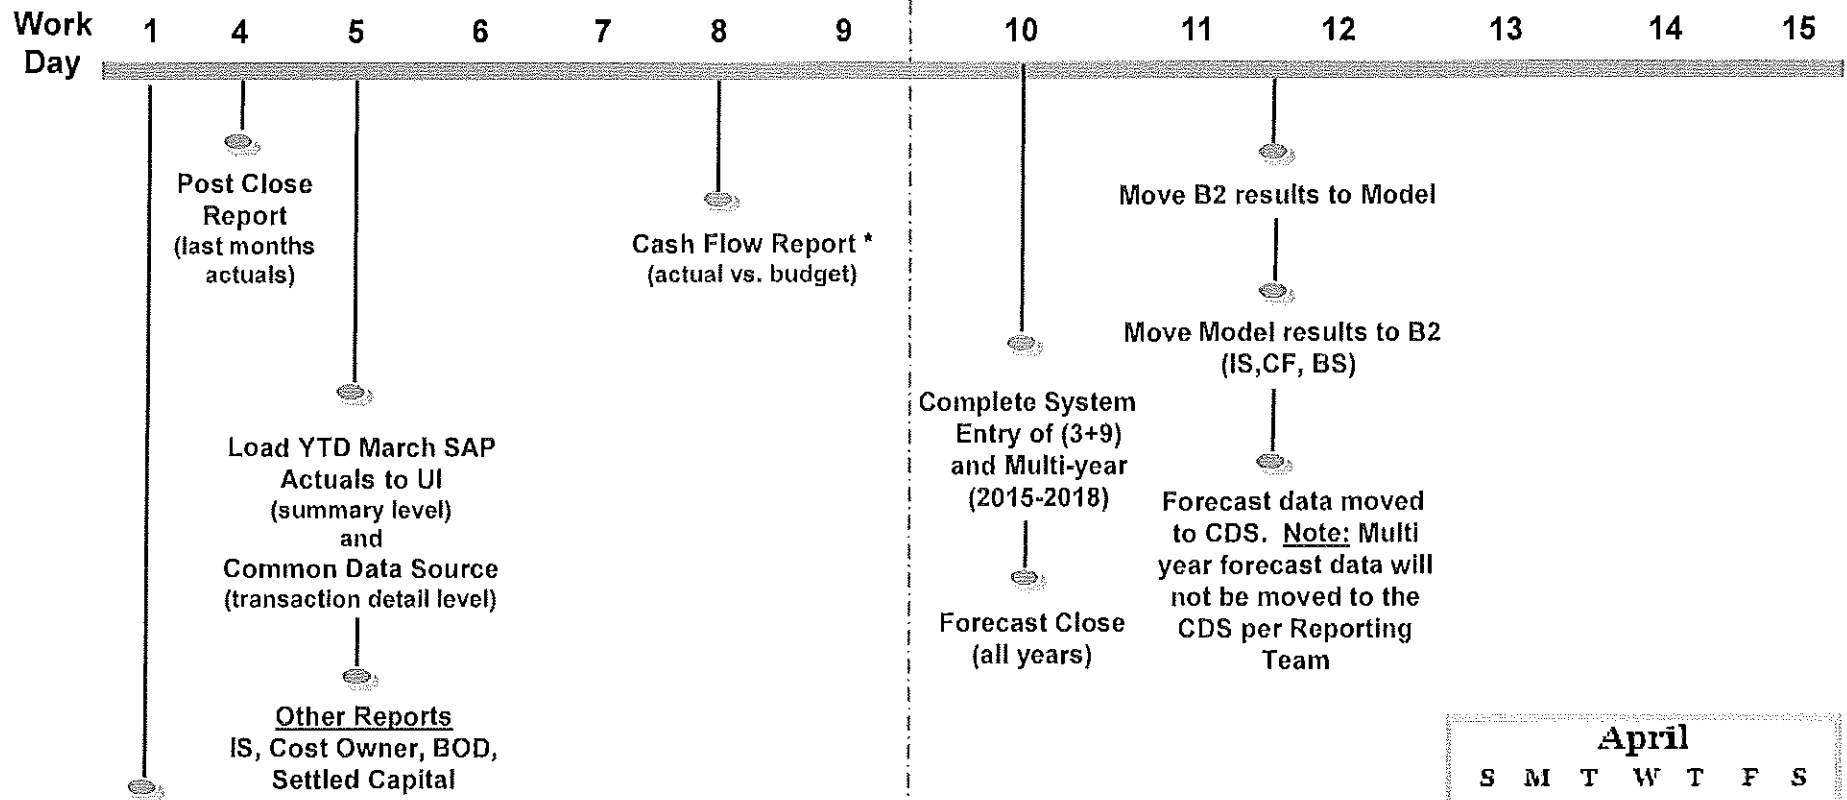 Work Day 1 4 5 6 7 8 9 10 11 12 13 14 15
Post Close
Report
(last months
actuals)
Load YTD March SAP
Actuals to UI
(summary level)
and
Common Data Source
(transaction detail level)
Other Reports
IS, Cost Owner, BOD,
Settled Capital
Cash Flow Report *
(actual vs. budget)
Complete System
Entry of (3+9)
and Multi-year
(2015-2018)
Forecast Close
(all years)
Move B2 results to Model
Move Model results to B2
(IS,CF, BS)
Forecast data moved
to CDS. Note: Multi
year forecast data will
not be moved to the
CDS per Reporting
Team
April
S M T W T F S